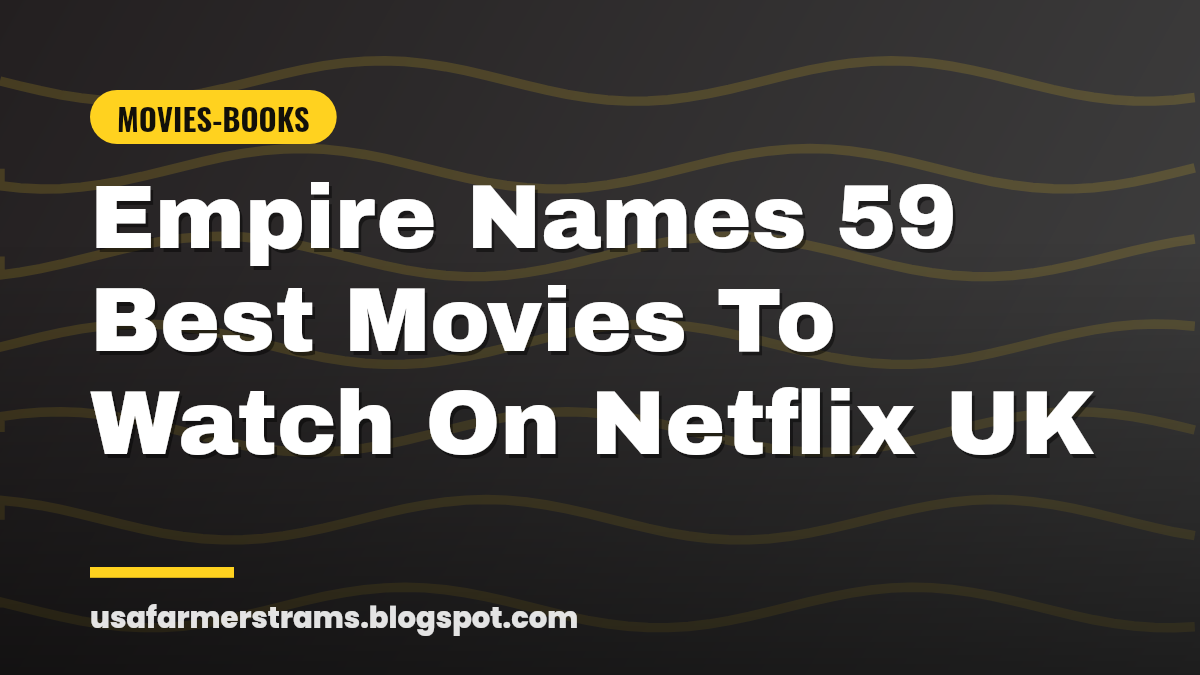 MOVIES-BOOKS
Empire Names 59
Best Movies To
Watch On Netflix UK
usafarmerstrams.blogspot.com